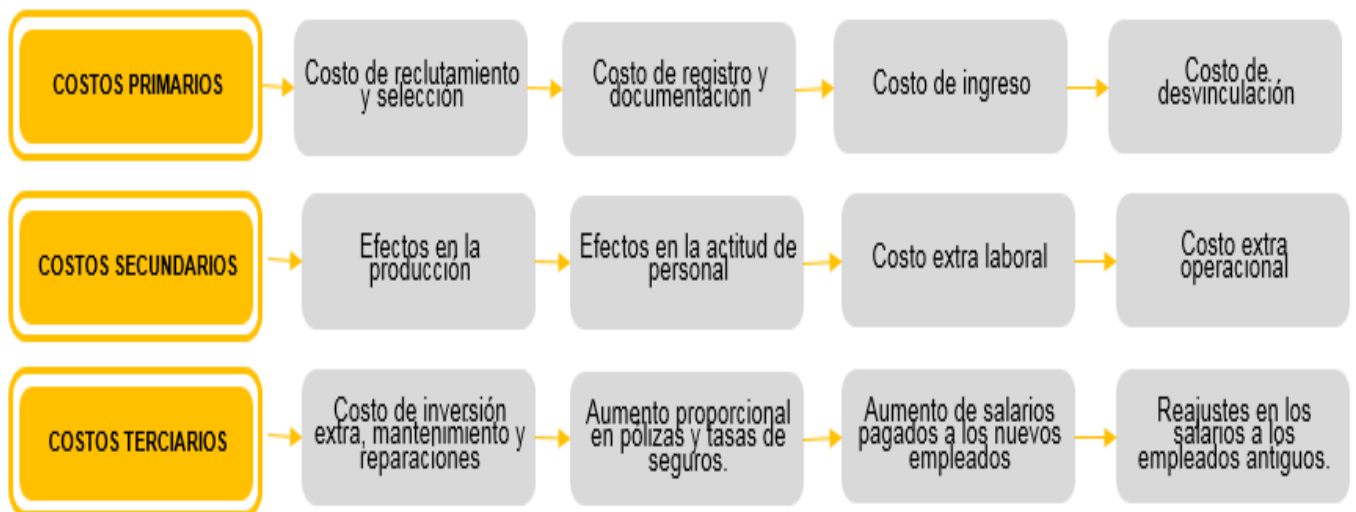 COSTOS PRIMARIOS
Costo de reclutamiento
y selección
Costo de registro y
documentación
Costo de ingreso
Costo de
desvinculación
COSTOS SECUNDARIOS
Efectos en la
producción
Efectos en la actitud de
personal
Costo extra laboral
Costo extra
operacional
COSTOS TERCIARIOS
Costo de inversión
extra, mantenimiento y
reparaciones
Aumento proporcional
en pólizas y tasas de
seguros.
Aumento de salarios
pagados a los nuevos
empleados
Reajustes en los
salarios a los
empleados antiguos.